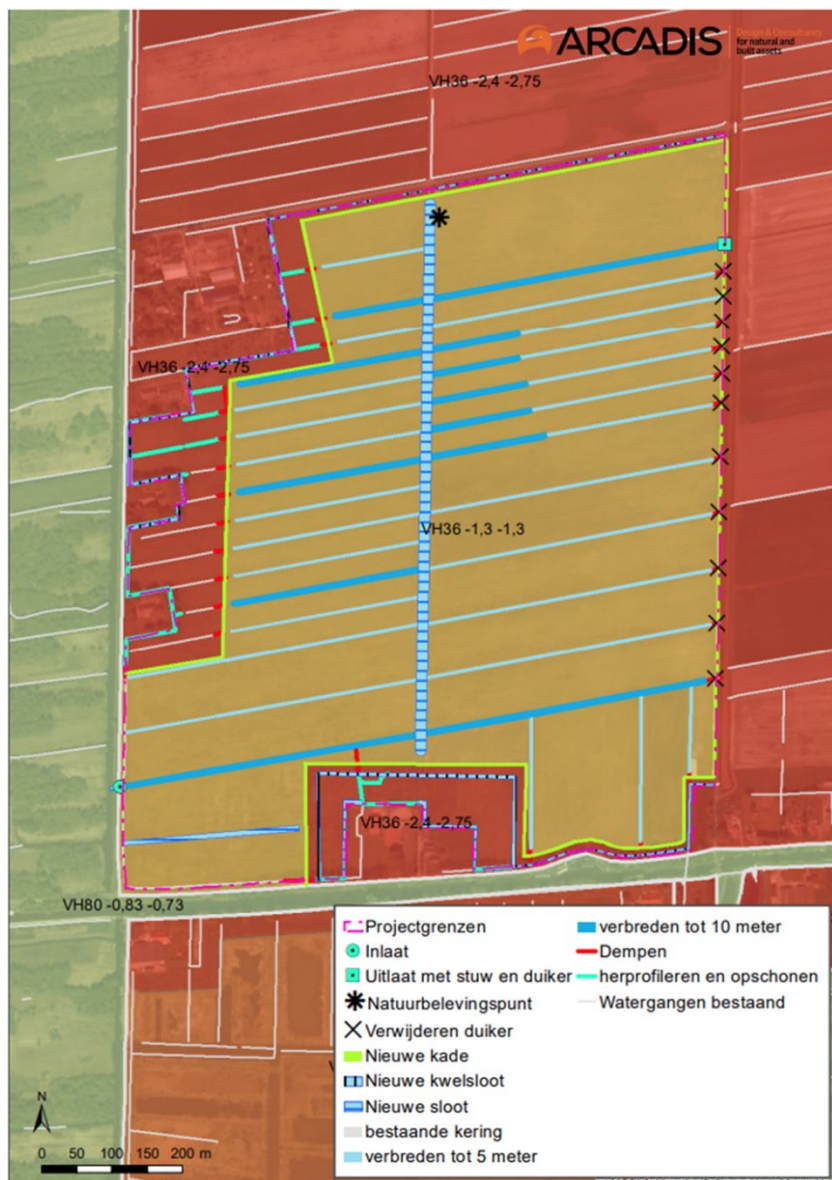 ARCADIS
Design & Consultancy
for natural and
built assets
VH36 -2,4 -2,75
VH36 -2,4 -2,75
VH36 -1,3 -1,3
VH36 -2,4 -2,75
VH80 -0,83 -0,73
Projectgrenzen
Inlaat
Uitlaat met stuw en duiker
Natuurbelevingspunt
Verwijderen duiker
Nieuwe kade
Nieuwe kwelsloot
Nieuwe sloot
bestaande kering
verbreden tot 5 meter
verbreden tot 10 meter
Dempen
herprofileren en opschonen
Watergangen bestaand
N
0 50 100 150 200 m